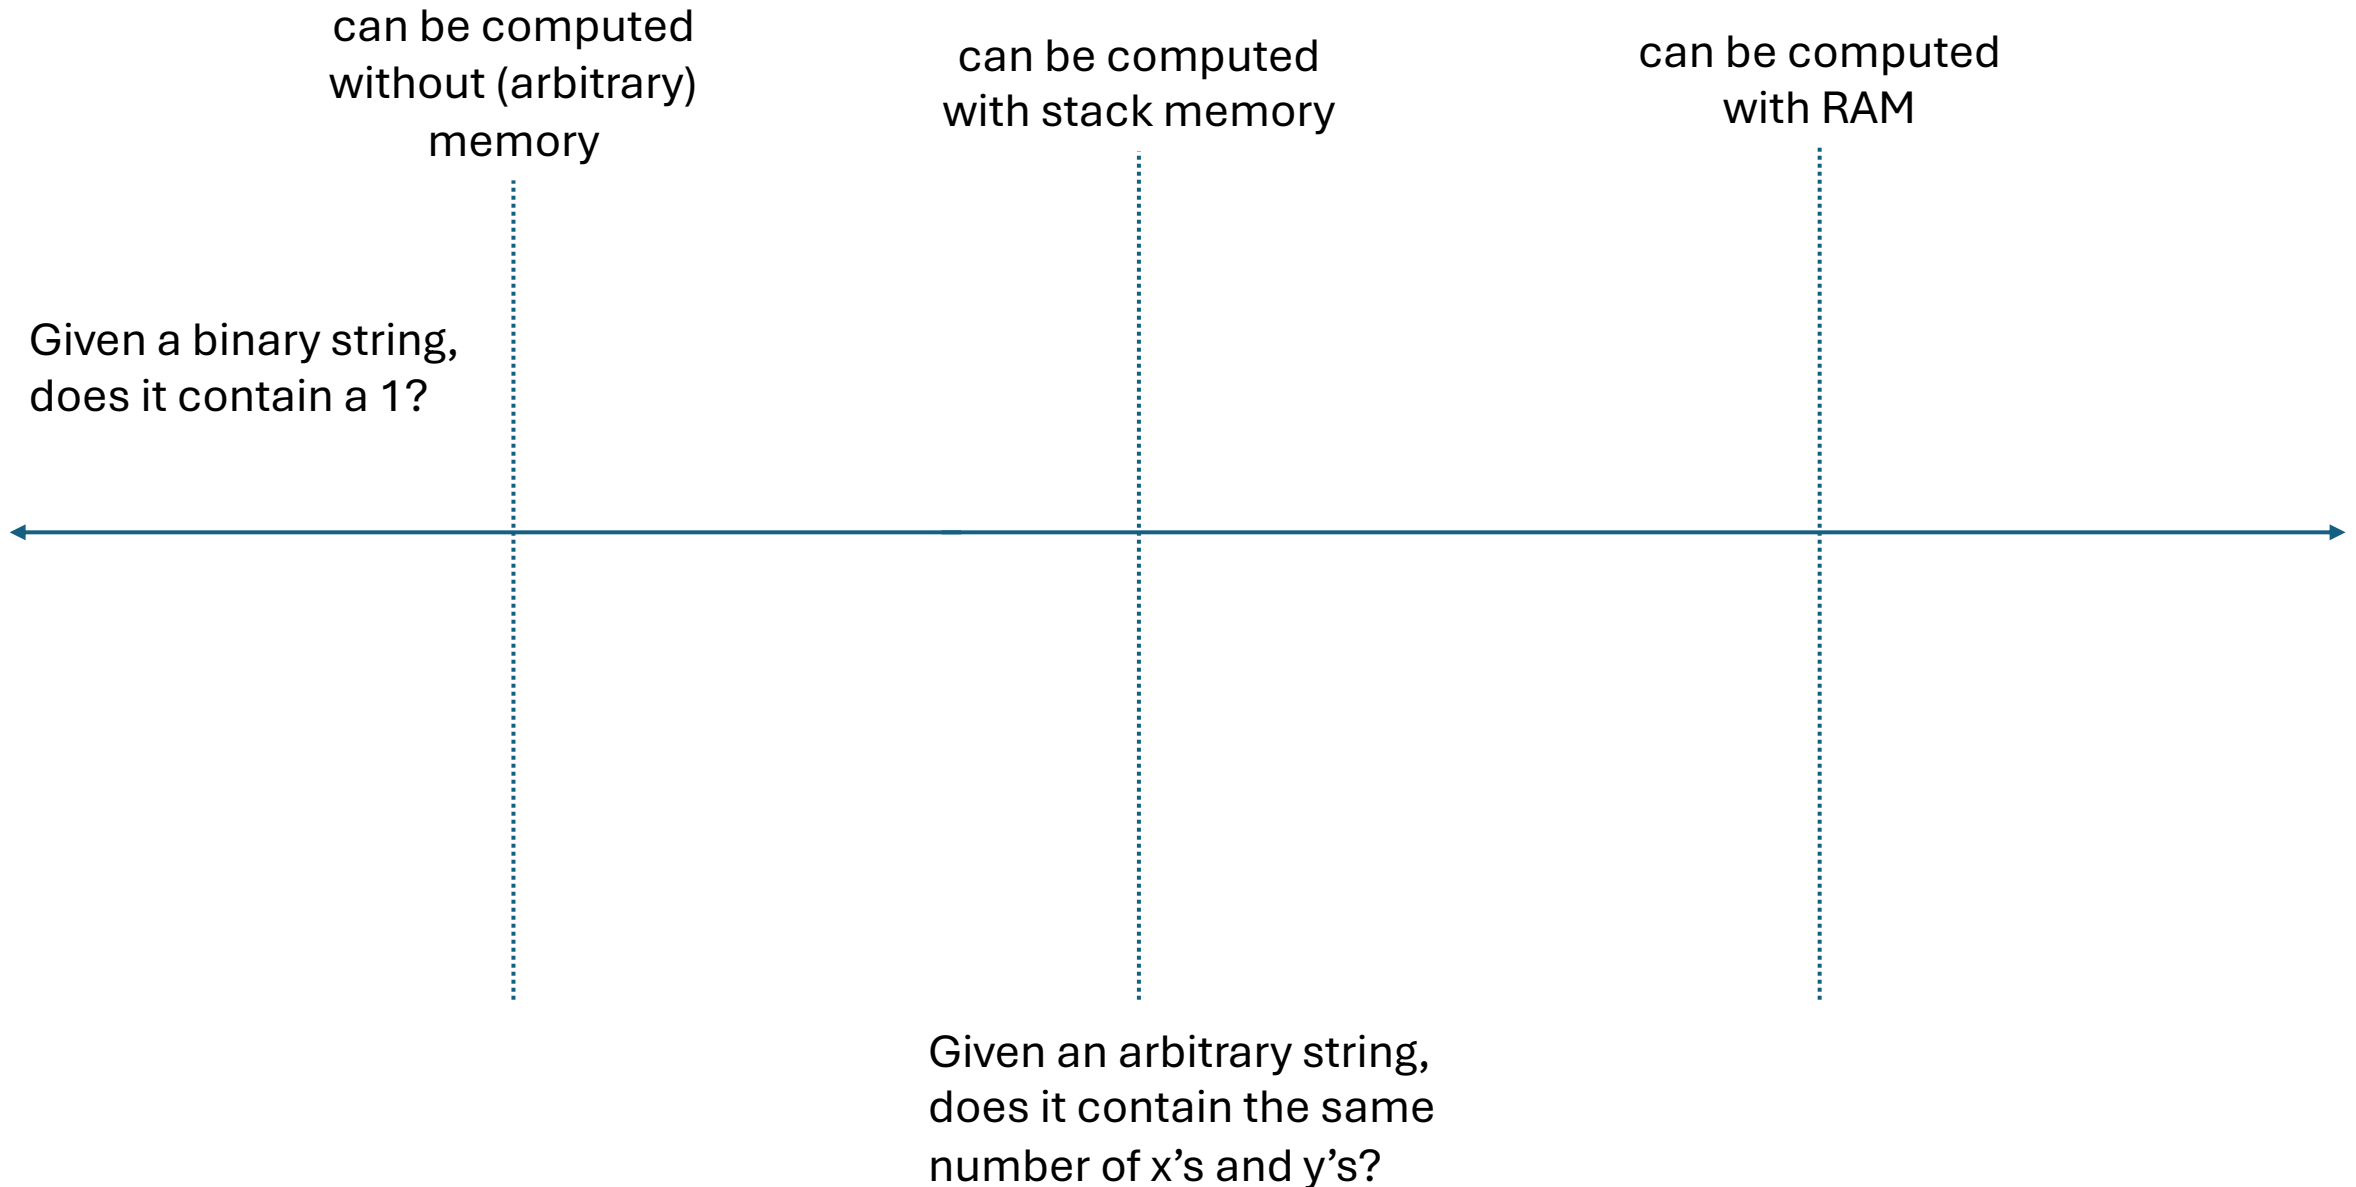 can be computed
without (arbitrary)
memory
can be computed
with stack memory
can be computed
with RAM
Given a binary string,
does it contain a 1?
Given an arbitrary string,
does it contain the same
number of x’s and y’s?